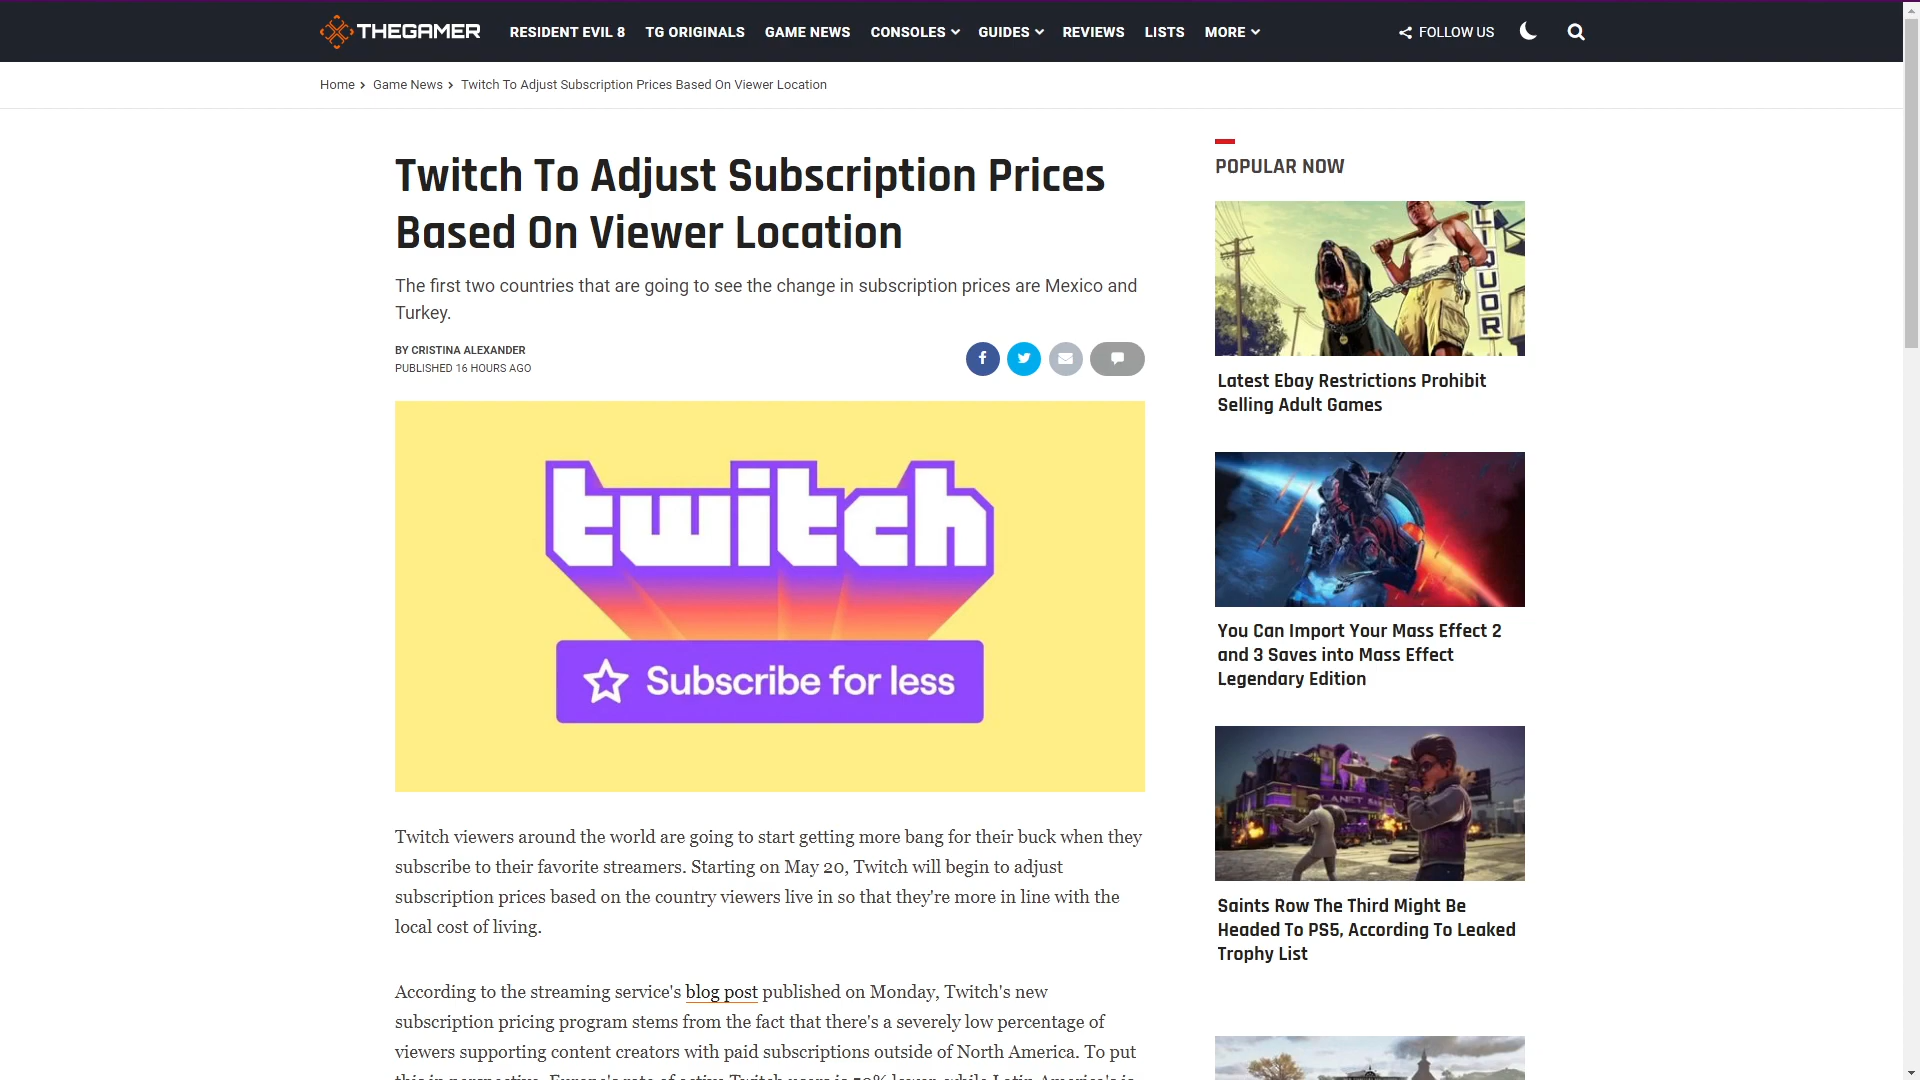 THEGAMER
RESIDENT EVIL 8
TG ORIGINALS
GAME NEWS
CONSOLES
GUIDES
REVIEWS
LISTS
MORE
FOLLOW US
Home
Game News
Twitch To Adjust Subscription Prices Based On Viewer Location
Twitch To Adjust Subscription Prices
Based On Viewer Location
The first two countries that are going to see the change in subscription prices are Mexico and
Turkey.
BY CRISTINA ALEXANDER
PUBLISHED 16 HOURS AGO
twitch
Subscribe for less
Twitch viewers around the world are going to start getting more bang for their buck when they
subscribe to their favorite streamers. Starting on May 20, Twitch will begin to adjust
subscription prices based on the country viewers live in so that they're more in line with the
local cost of living.
According to the streaming service's blog post published on Monday, Twitch's new
subscription pricing program stems from the fact that there's a severely low percentage of
viewers supporting content creators with paid subscriptions outside of North America. To put
POPULAR NOW
LIQUOR
Latest Ebay Restrictions Prohibit
Selling Adult Games
You Can Import Your Mass Effect 2
and 3 Saves into Mass Effect
Legendary Edition
Saints Row The Third Might Be
Headed To PS5, According To Leaked
Trophy List